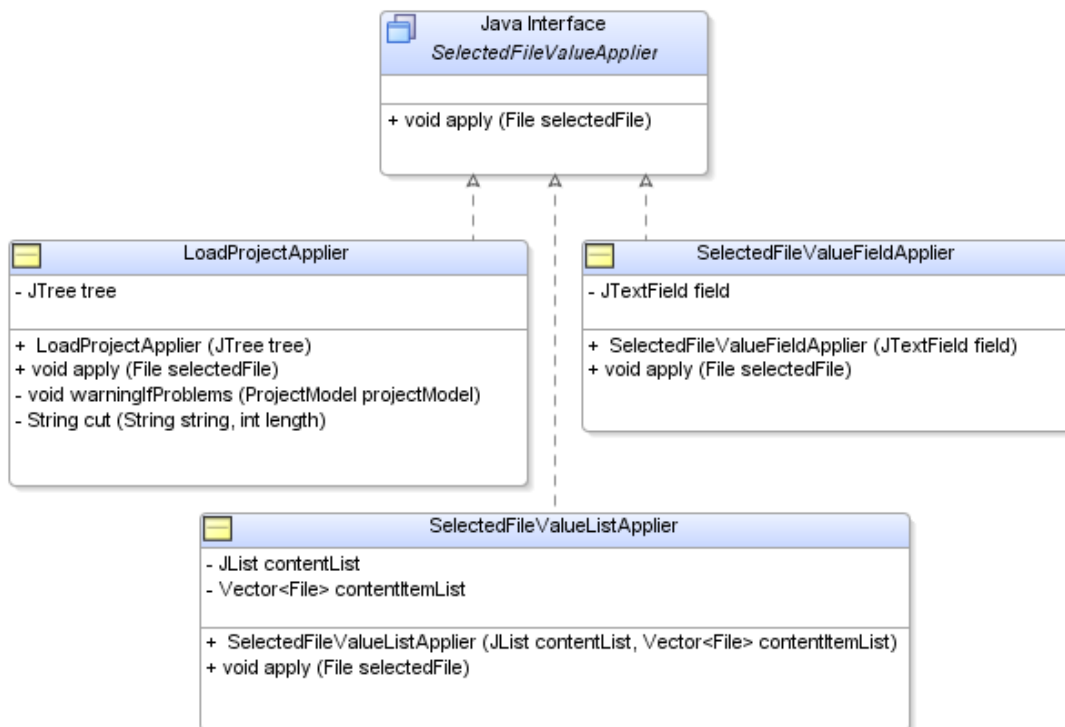 Java Interface
SelectedFileValueApplier
+ void apply (File selectedFile)
LoadProjectApplier
- JTree tree
+ LoadProjectApplier (JTree tree)
+ void apply (File selectedFile)
- void warningIfProblems (ProjectModel projectModel)
- String cut (String string, int length)
SelectedFileValueFieldApplier
- JTextField field
+ SelectedFileValueFieldApplier (JTextField field)
+ void apply (File selectedFile)
SelectedFileValueListApplier
- JList contentList
- Vector<File> contentItemList
+ SelectedFileValueListApplier (JList contentList, Vector<File> contentItemList)
+ void apply (File selectedFile)